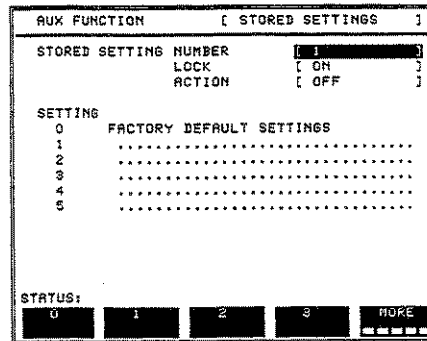 AUX FUNCTION [ STORED SETTINGS ]
STORED SETTING NUMBER [ 1 ]
LOCK [ ON ]
ACTION [ OFF ]
SETTING
0 FACTORY DEFAULT SETTINGS
1 ................................
2 ................................
3 ................................
4 ................................
5 ................................
STATUS:
0 1 2 3 MORE